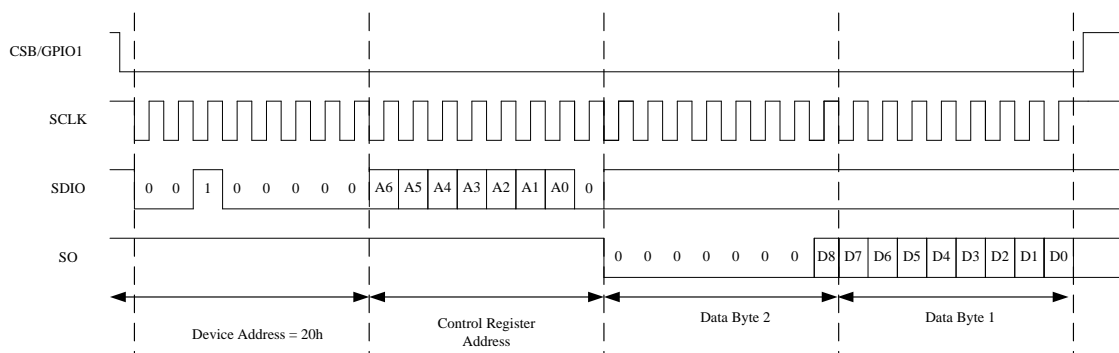 CSB/GPIO1
SCLK
SDIO 0 0 1 0 0 0 0 0 A6 A5 A4 A3 A2 A1 A0 0
SO 0 0 0 0 0 0 0 D8 D7 D6 D5 D4 D3 D2 D1 D0
Device Address = 20h
Control Register
Address
Data Byte 2
Data Byte 1